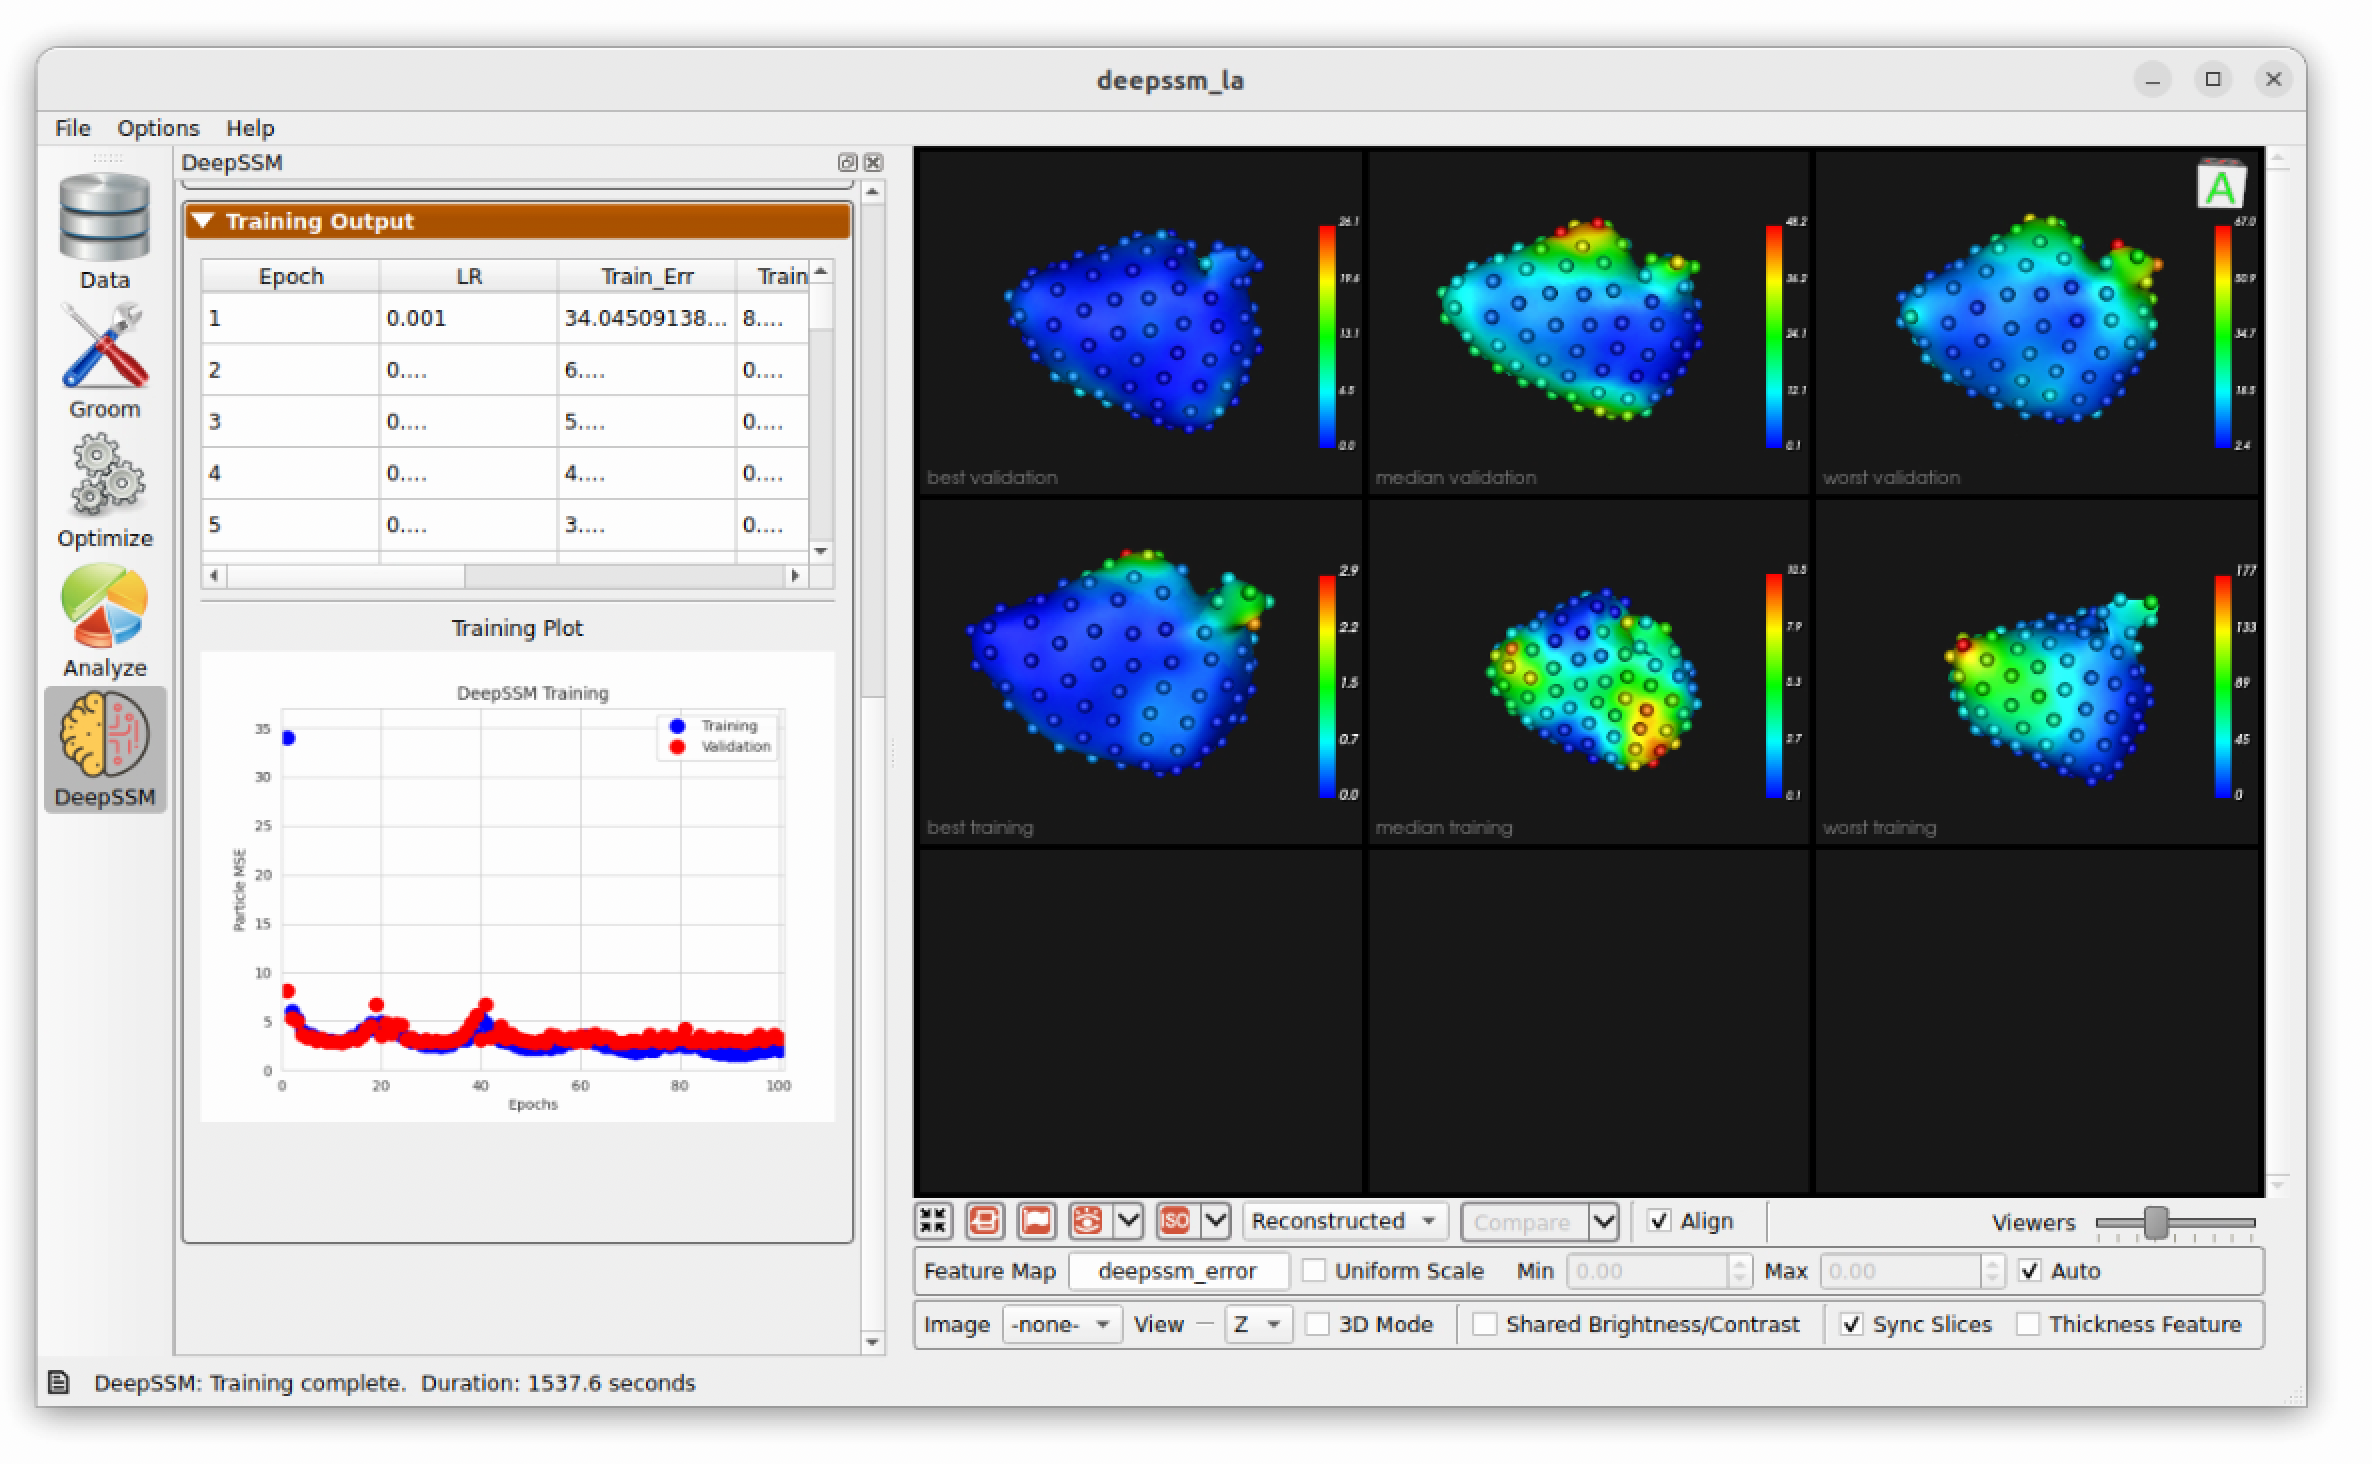 deepssm_la
File Options Help
DeepSSM
Data
Groom
Optimize
Analyze
DeepSSM
Training Output
Epoch LR Train_Err Train
1 0.001 34.04509138... 8....
2 0.... 6.... 0....
3 0.... 5.... 0....
4 0.... 4.... 0....
5 0.... 3.... 0....
Training Plot
DeepSSM Training
Training
Validation
Particle MSE
35
30
25
20
15
10
5
0
0 20 40 60 80 100
Epochs
A
26.1
19.6
13.1
6.5
0.0
best validation
48.2
36.2
24.1
12.1
0.1
median validation
67.0
50.9
34.7
18.5
2.4
worst validation
2.9
2.2
1.5
0.7
0.0
best training
10.5
7.9
5.3
2.7
0.1
median training
177
133
89
45
0
worst training
ISO Reconstructed Compare Align Viewers
Feature Map deepssm_error Uniform Scale Min 0.00 Max 0.00 Auto
Image -none- View Z 3D Mode Shared Brightness/Contrast Sync Slices Thickness Feature
DeepSSM: Training complete. Duration: 1537.6 seconds